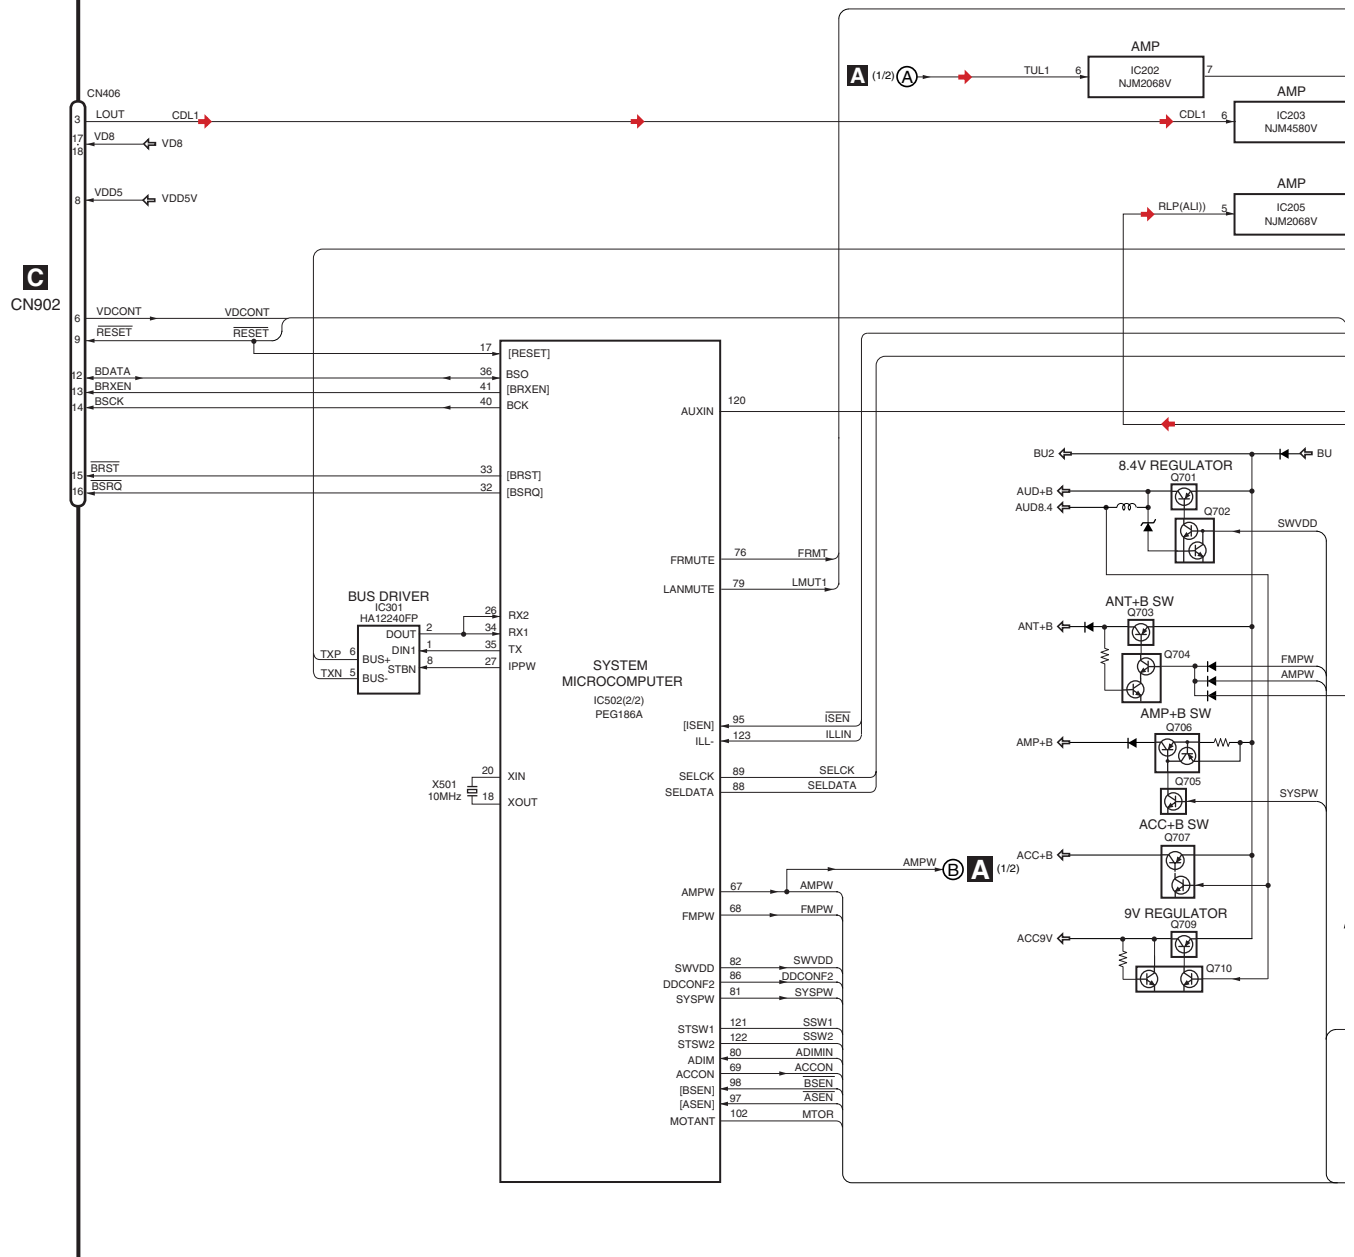 AMP
A (1/2) A TUL1 6 IC202 7
NJM2068V
CN406
AMP
3 LOUT CDL1 CDL1 6 IC203
NJM4580V
17 VD8 VD8
18
8 VDD5 VDD5V
AMP
RLP(ALI)) 5 IC205
NJM2068V
C
CN902
6 VDCONT VDCONT
9 RESET RESET
17 [RESET]
12 BDATA 36 BSO
13 BRXEN 41 [BRXEN]
14 BSCK 40 BCK
120
AUXIN
15 BRST 33 [BRST]
16 BSRQ 32 [BSRQ]
BU2 BU
8.4V REGULATOR
Q701
AUD+B
AUD8.4
Q702
SWVDD
FRMUTE 76 FRMT
LANMUTE 79 LMUT1
BUS DRIVER
IC301
HA12240FP
DOUT 2 26 RX2
34 RX1
DIN1 1 35 TX
TXP 6 BUS+
STBN 8 27 IPPW
TXN 5 BUS-
SYSTEM
MICROCOMPUTER
IC502(2/2)
PEG186A
ANT+B SW
Q703
ANT+B
Q704
FMPW
AMPW
AMP+B SW
Q706
AMP+B
Q705
SYSPW
[ISEN] 95 ISEN
ILL- 123 ILLIN
20 XIN
X501
10MHz 18 XOUT
SELCK 89 SELCK
SELDATA 88 SELDATA
ACC+B SW
Q707
ACC+B
AMPW B A (1/2)
AMPW 67 AMPW
FMPW 68 FMPW
9V REGULATOR
Q709
ACC9V
Q710
SWVDD 82 SWVDD
DDCONF2 86 DDCONF2
SYSPW 81 SYSPW
STSW1 121 SSW1
STSW2 122 SSW2
ADIM 80 ADIMIN
ACCON 69 ACCON
[BSEN] 98 BSEN
[ASEN] 97 ASEN
MOTANT 102 MTOR